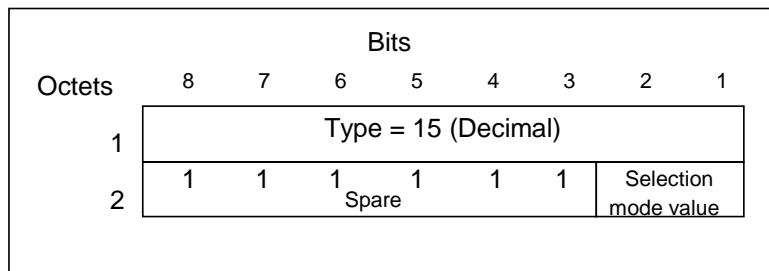 Bits
Octets 8 7 6 5 4 3 2 1
1 Type = 15 (Decimal)
2 1 1 1 1 1 1 Selection
Spare mode value